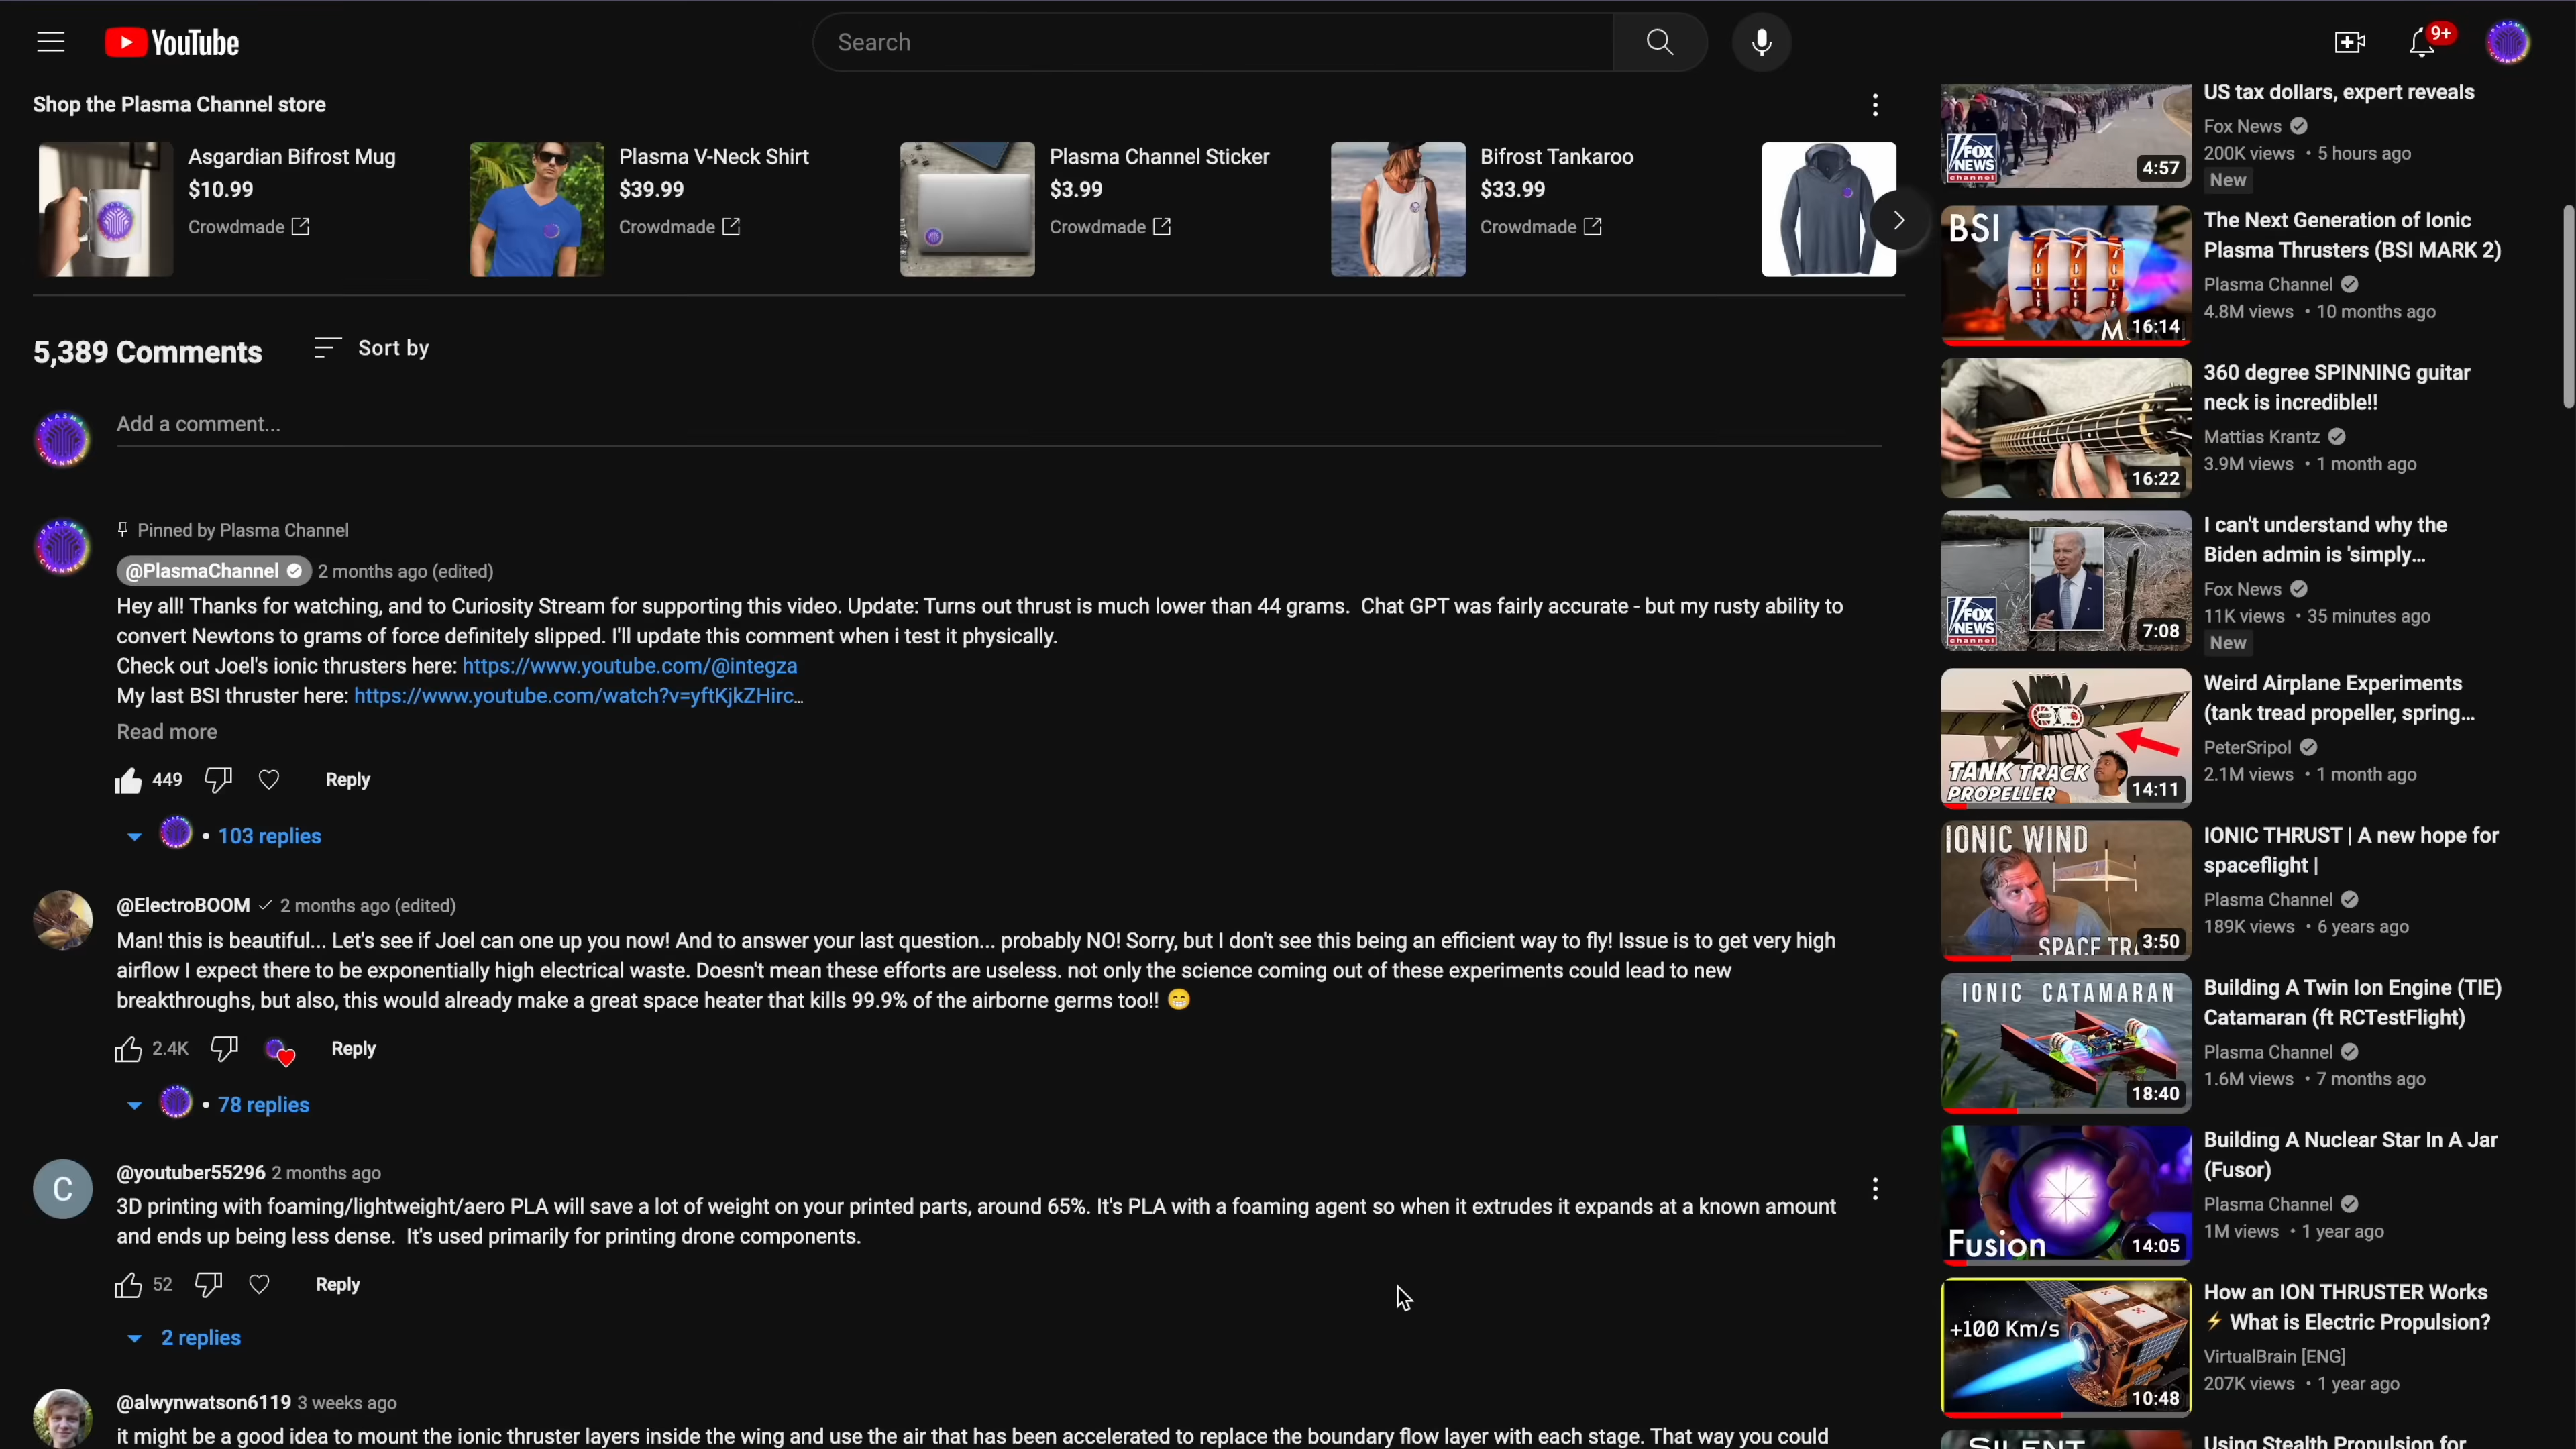 YouTube
Search
9+
Shop the Plasma Channel store
Asgardian Bifrost Mug
$10.99
Crowdmade
Plasma V-Neck Shirt
$39.99
Crowdmade
Plasma Channel Sticker
$3.99
Crowdmade
Bifrost Tankaroo
$33.99
Crowdmade
5,389 Comments
Sort by
Add a comment...
Pinned by Plasma Channel
@PlasmaChannel 2 months ago (edited)
Hey all! Thanks for watching, and to Curiosity Stream for supporting this video. Update: Turns out thrust is much lower than 44 grams.  Chat GPT was fairly accurate - but my rusty ability to
convert Newtons to grams of force definitely slipped. I'll update this comment when i test it physically.
Check out Joel's ionic thrusters here: https://www.youtube.com/@integza
My last BSI thruster here: https://www.youtube.com/watch?v=yftKjkZHirc...
Read more
449 Reply
• 103 replies
@ElectroBOOM ✓ 2 months ago (edited)
Man! this is beautiful... Let's see if Joel can one up you now! And to answer your last question... probably NO! Sorry, but I don't see this being an efficient way to fly! Issue is to get very high
airflow I expect there to be exponentially high electrical waste. Doesn't mean these efforts are useless. not only the science coming out of these experiments could lead to new
breakthroughs, but also, this would already make a great space heater that kills 99.9% of the airborne germs too!! 😁
2.4K Reply
• 78 replies
C
@youtuber55296 2 months ago
3D printing with foaming/lightweight/aero PLA will save a lot of weight on your printed parts, around 65%. It's PLA with a foaming agent so when it extrudes it expands at a known amount
and ends up being less dense.  It's used primarily for printing drone components.
52 Reply
2 replies
@alwynwatson6119 3 weeks ago
it might be a good idea to mount the ionic thruster layers inside the wing and use the air that has been accelerated to replace the boundary flow layer with each stage. That way you could
FOX
NEWS
channel
4:57
US tax dollars, expert reveals
Fox News
200K views • 5 hours ago
New
BSI
16:14
The Next Generation of Ionic
Plasma Thrusters (BSI MARK 2)
Plasma Channel
4.8M views • 10 months ago
16:22
360 degree SPINNING guitar
neck is incredible!!
Mattias Krantz
3.9M views • 1 month ago
FOX
NEWS
channel
7:08
I can't understand why the
Biden admin is 'simply...
Fox News
11K views • 35 minutes ago
New
TANK TRACK
PROPELLER
14:11
Weird Airplane Experiments
(tank tread propeller, spring...
PeterSripol
2.1M views • 1 month ago
IONIC WIND
SPACE TR
3:50
IONIC THRUST | A new hope for
spaceflight |
Plasma Channel
189K views • 6 years ago
IONIC CATAMARAN
18:40
Building A Twin Ion Engine (TIE)
Catamaran (ft RCTestFlight)
Plasma Channel
1.6M views • 7 months ago
Fusion
14:05
Building A Nuclear Star In A Jar
(Fusor)
Plasma Channel
1M views • 1 year ago
+100 Km/s
10:48
How an ION THRUSTER Works
⚡ What is Electric Propulsion?
VirtualBrain [ENG]
207K views • 1 year ago
SILENT
Using Stealth Propulsion for